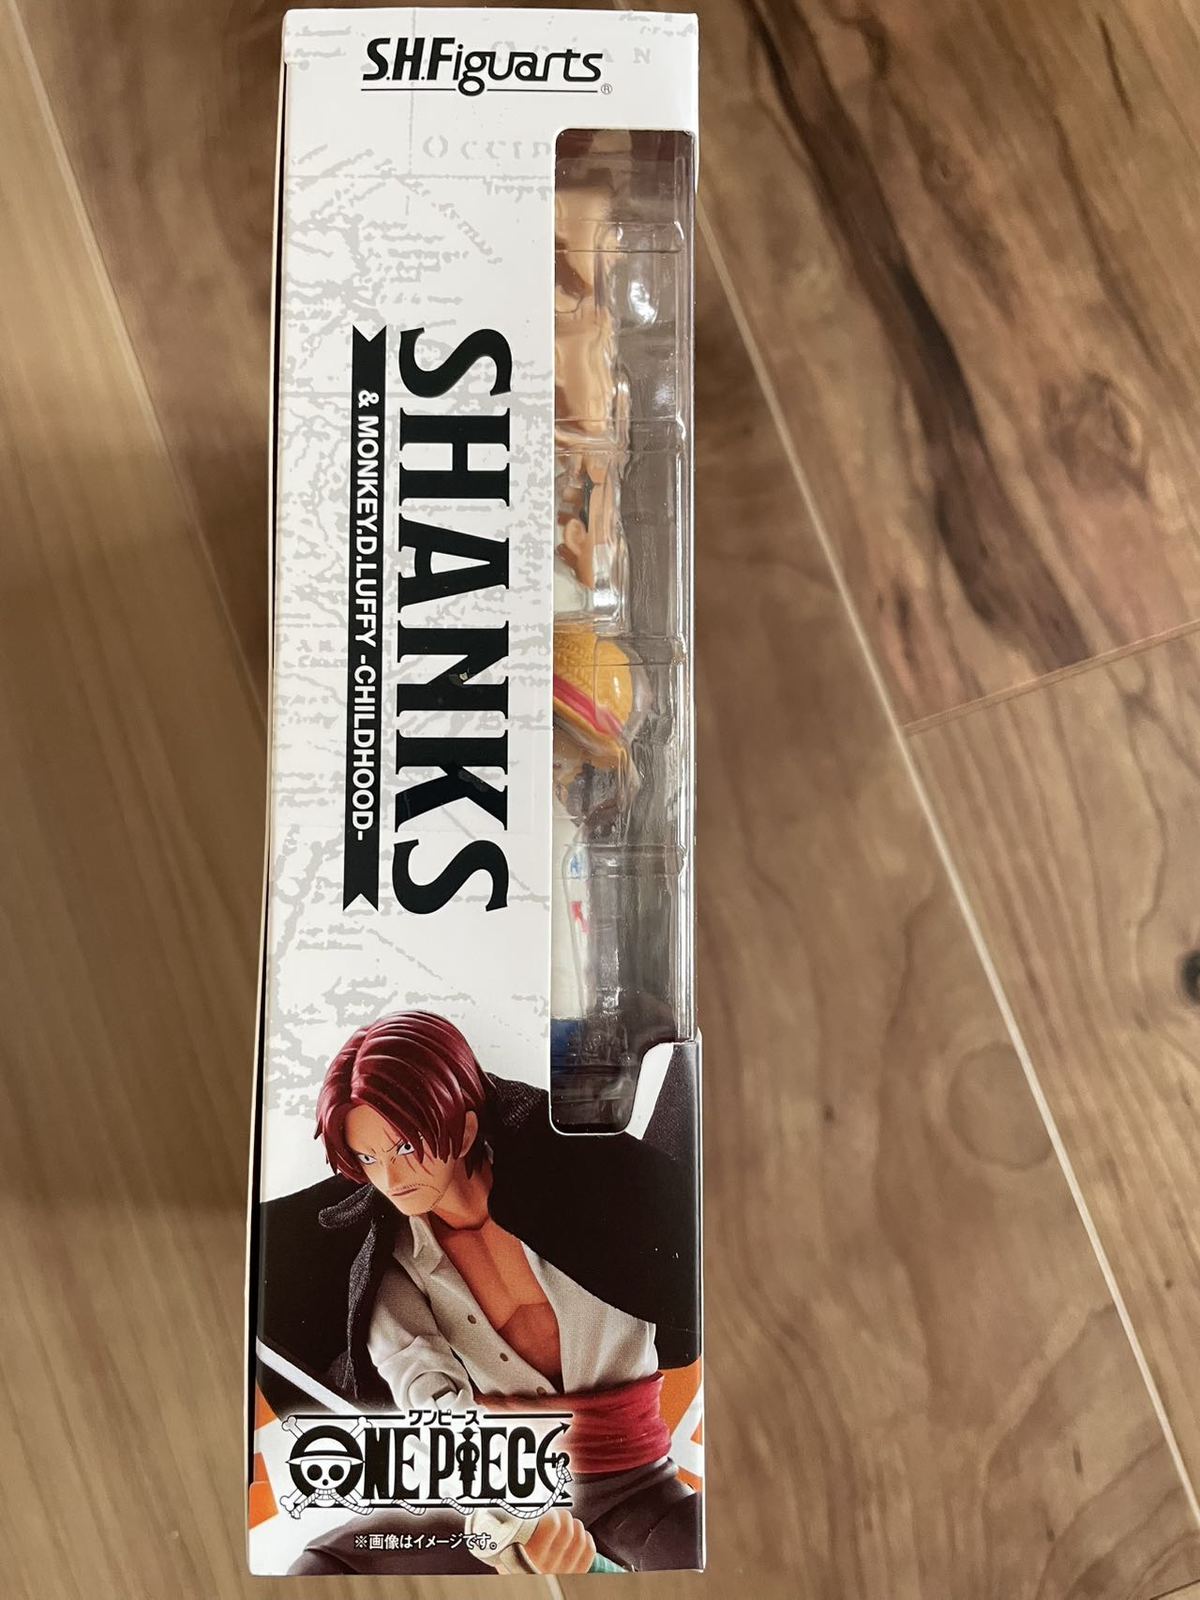 S.H.Figuarts
®
OCEAN
SHANKS
& MONKEY.D.LUFFY -CHILDHOOD-
ワンピース
ONE PIECE
※画像はイメージです。